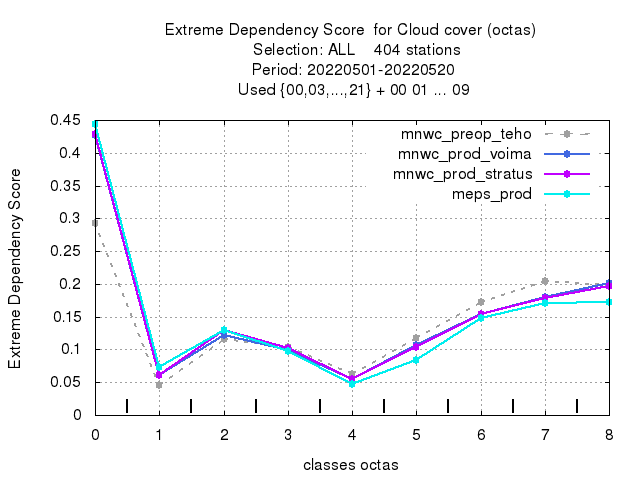 Extreme Dependency Score  for Cloud cover (octas)
Selection: ALL    404 stations
Period: 20220501-20220520
Used {00,03,...,21} + 00 01 ... 09
mnwc_preop_teho
mnwc_prod_voima
mnwc_prod_stratus
meps_prod
Extreme Dependency Score
0.45
0.4
0.35
0.3
0.25
0.2
0.15
0.1
0.05
0
0 1 2 3 4 5 6 7 8
classes octas